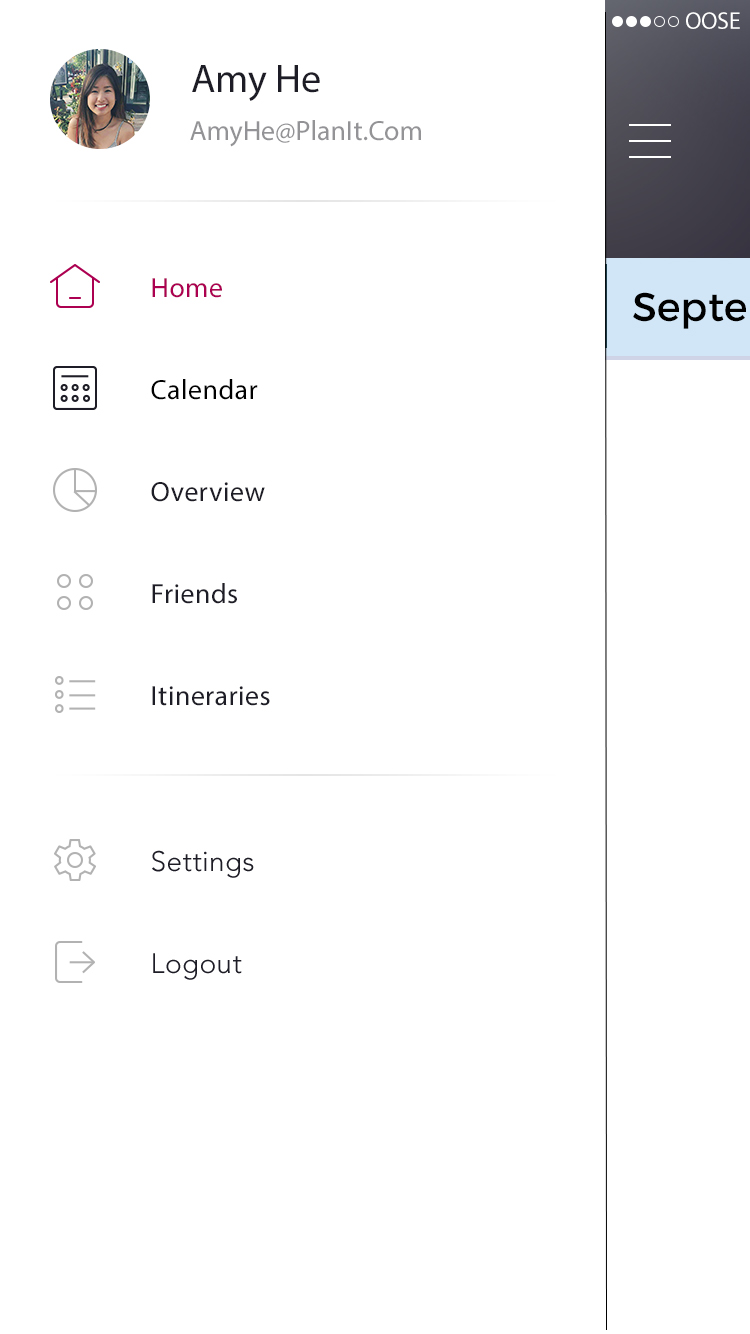 OOSE
Amy He
AmyHe@PlanIt.Com
Home
Septe
Calendar
Overview
Friends
Itineraries
Settings
Logout